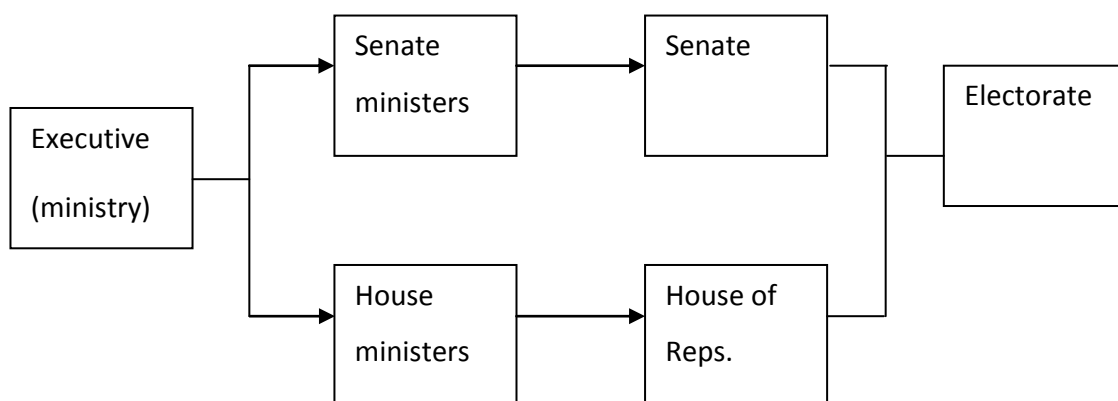 Executive
(ministry)
Senate
ministers
Senate
House
ministers
House of
Reps.
Electorate